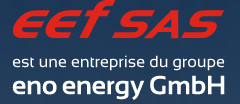 eef SAS
est une entreprise du groupe
eno energy GmbH